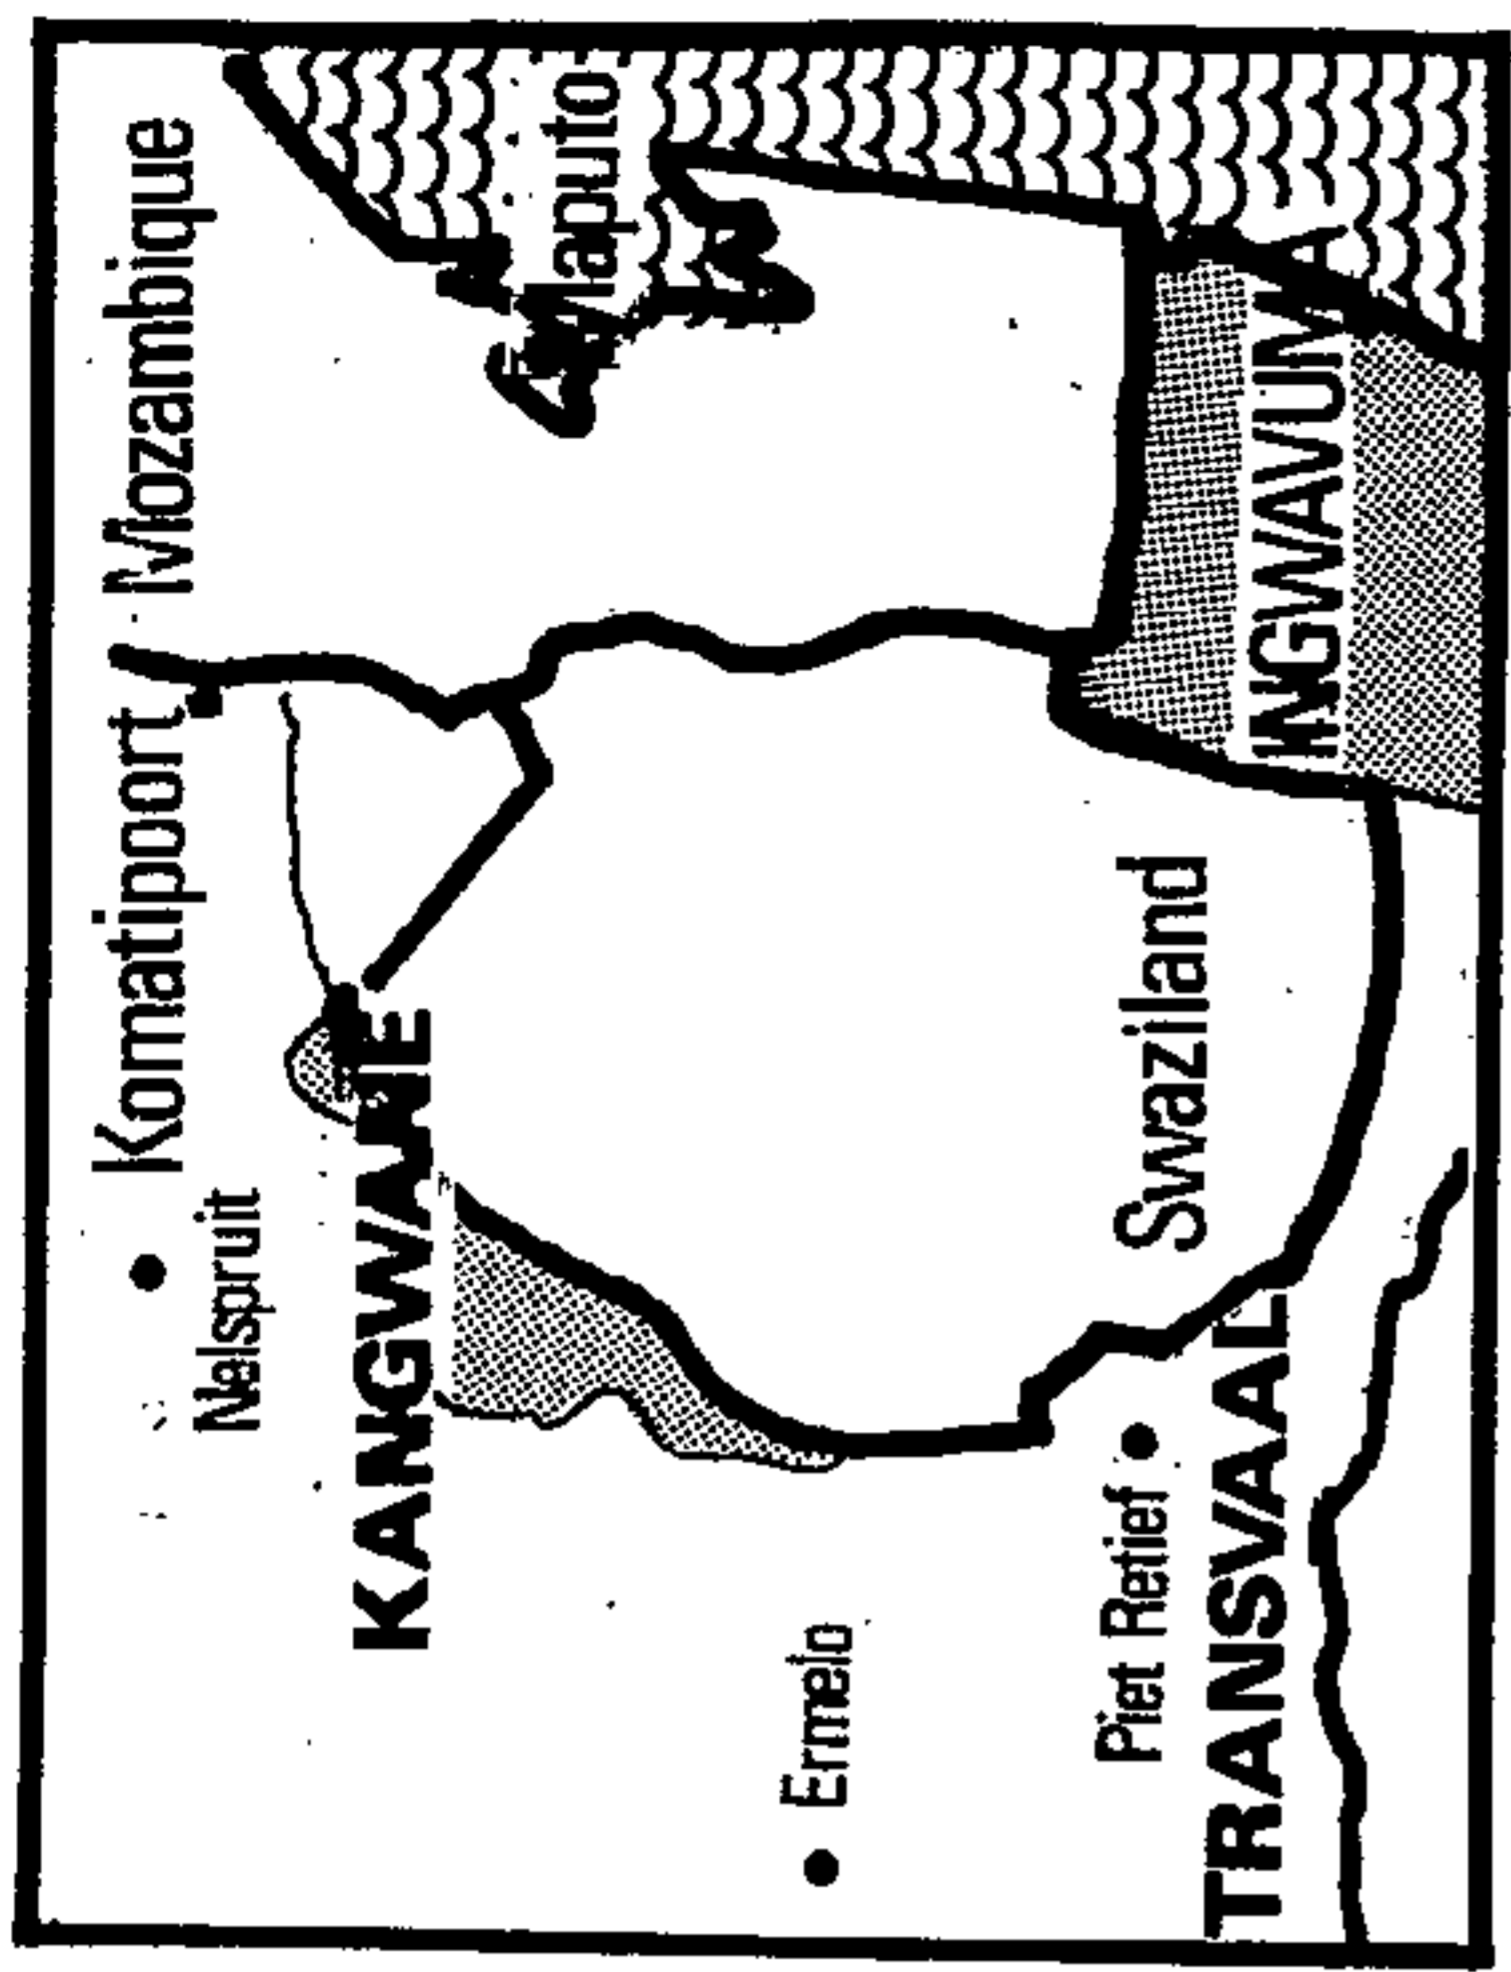 Komatipoort
Mozambique
Nelspruit
KANGWANE
Maputo
Ermelo
Piet Retief
Swaziland
TRANSVAAL
INGWAVUMA